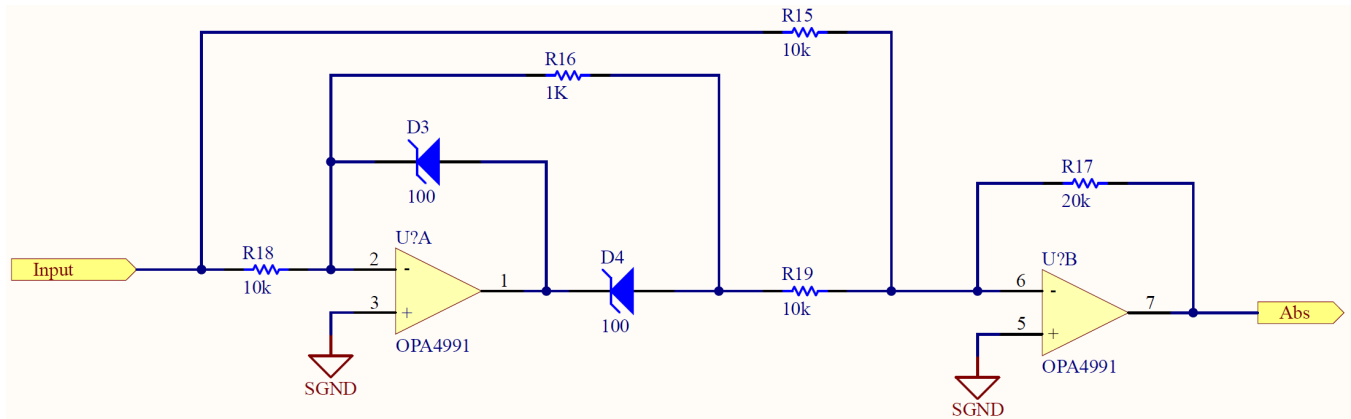 R15
10k
R16
1K
D3
100
R17
20k
U?A
Input
R18
10k
2
-
3
+
1
OPA4991
SGND
D4
100
R19
10k
U?B
6
-
5
+
7
OPA4991
SGND
Abs